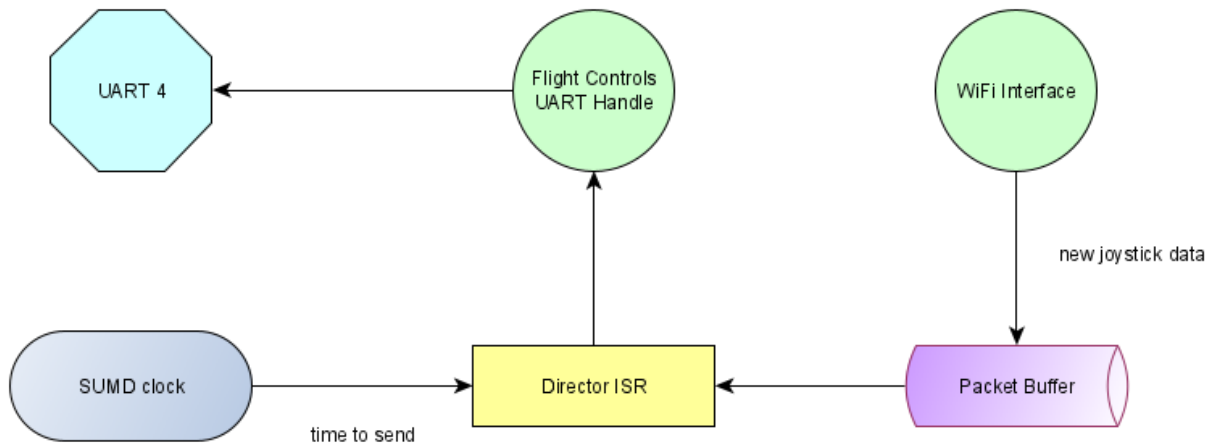 UART 4
Flight Controls
UART Handle
WiFi Interface
new joystick data
SUMD clock
time to send
Director ISR
Packet Buffer